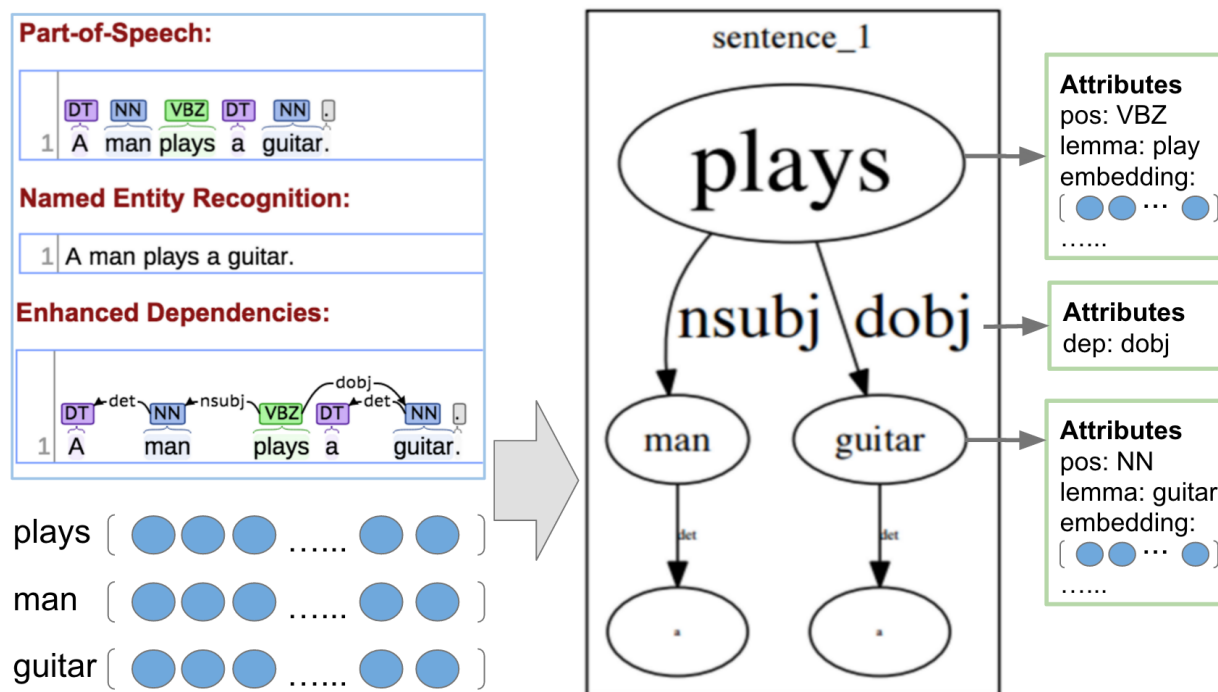 Part-of-Speech:
DT NN VBZ DT NN .
1 A man plays a guitar.
Named Entity Recognition:
1 A man plays a guitar.
Enhanced Dependencies:
dobj
det nsubj det
DT NN VBZ DT NN .
1 A man plays a guitar.
plays [ …... ]
man [ …... ]
guitar [ …... ]
sentence_1
plays
nsubj dobj
man guitar
det det
a a
Attributes
pos: VBZ
lemma: play
embedding:
[ ... ]
…...
Attributes
dep: dobj
Attributes
pos: NN
lemma: guitar
embedding:
[ ... ]
…...